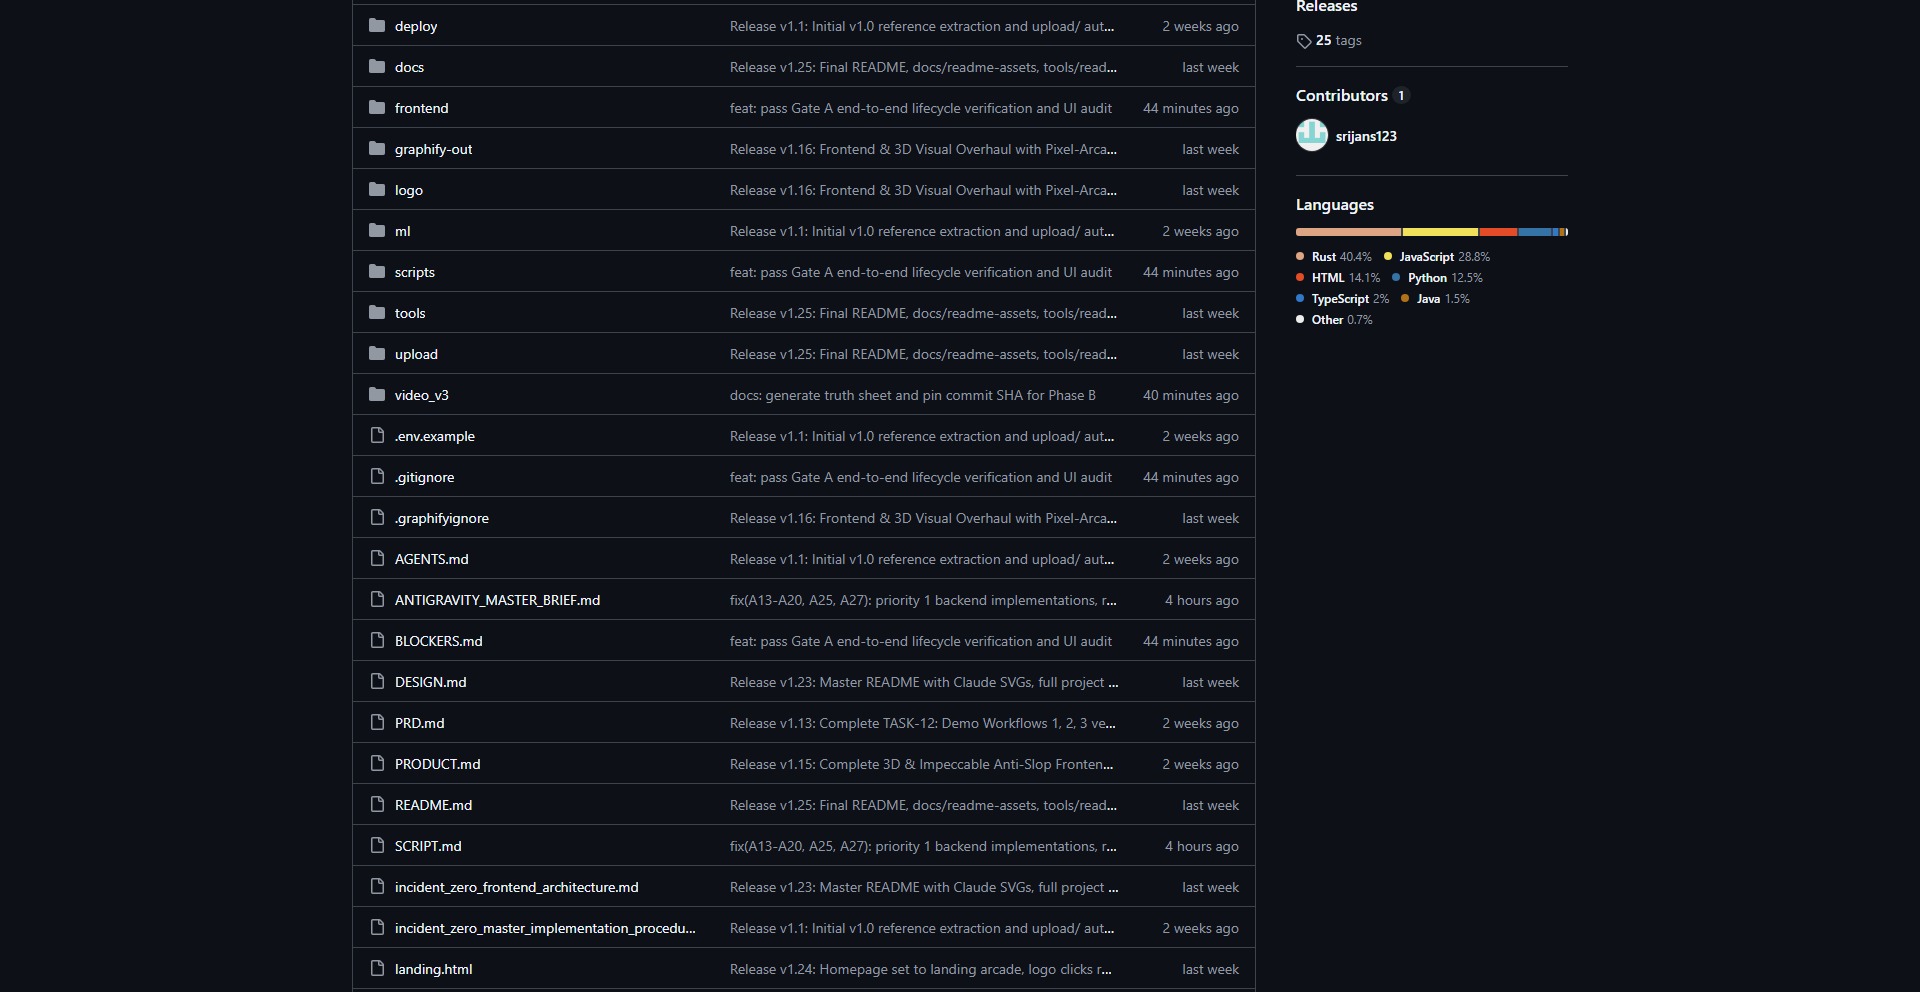 deploy Release v1.1: Initial v1.0 reference extraction and upload/ aut... 2 weeks ago
docs Release v1.25: Final README, docs/readme-assets, tools/read... last week
frontend feat: pass Gate A end-to-end lifecycle verification and UI audit 44 minutes ago
graphify-out Release v1.16: Frontend & 3D Visual Overhaul with Pixel-Arca... last week
logo Release v1.16: Frontend & 3D Visual Overhaul with Pixel-Arca... last week
ml Release v1.1: Initial v1.0 reference extraction and upload/ aut... 2 weeks ago
scripts feat: pass Gate A end-to-end lifecycle verification and UI audit 44 minutes ago
tools Release v1.25: Final README, docs/readme-assets, tools/read... last week
upload Release v1.25: Final README, docs/readme-assets, tools/read... last week
video_v3 docs: generate truth sheet and pin commit SHA for Phase B 40 minutes ago
.env.example Release v1.1: Initial v1.0 reference extraction and upload/ aut... 2 weeks ago
.gitignore feat: pass Gate A end-to-end lifecycle verification and UI audit 44 minutes ago
.graphifyignore Release v1.16: Frontend & 3D Visual Overhaul with Pixel-Arca... last week
AGENTS.md Release v1.1: Initial v1.0 reference extraction and upload/ aut... 2 weeks ago
ANTIGRAVITY_MASTER_BRIEF.md fix(A13-A20, A25, A27): priority 1 backend implementations, r... 4 hours ago
BLOCKERS.md feat: pass Gate A end-to-end lifecycle verification and UI audit 44 minutes ago
DESIGN.md Release v1.23: Master README with Claude SVGs, full project ... last week
PRD.md Release v1.13: Complete TASK-12: Demo Workflows 1, 2, 3 ve... 2 weeks ago
PRODUCT.md Release v1.15: Complete 3D & Impeccable Anti-Slop Fronten... 2 weeks ago
README.md Release v1.25: Final README, docs/readme-assets, tools/read... last week
SCRIPT.md fix(A13-A20, A25, A27): priority 1 backend implementations, r... 4 hours ago
incident_zero_frontend_architecture.md Release v1.23: Master README with Claude SVGs, full project ... last week
incident_zero_master_implementation_procedu... Release v1.1: Initial v1.0 reference extraction and upload/ aut... 2 weeks ago
landing.html Release v1.24: Homepage set to landing arcade, logo clicks r... last week
Releases
25 tags
Contributors 1
srijans123
Languages
Rust 40.4% JavaScript 28.8%
HTML 14.1% Python 12.5%
TypeScript 2% Java 1.5%
Other 0.7%